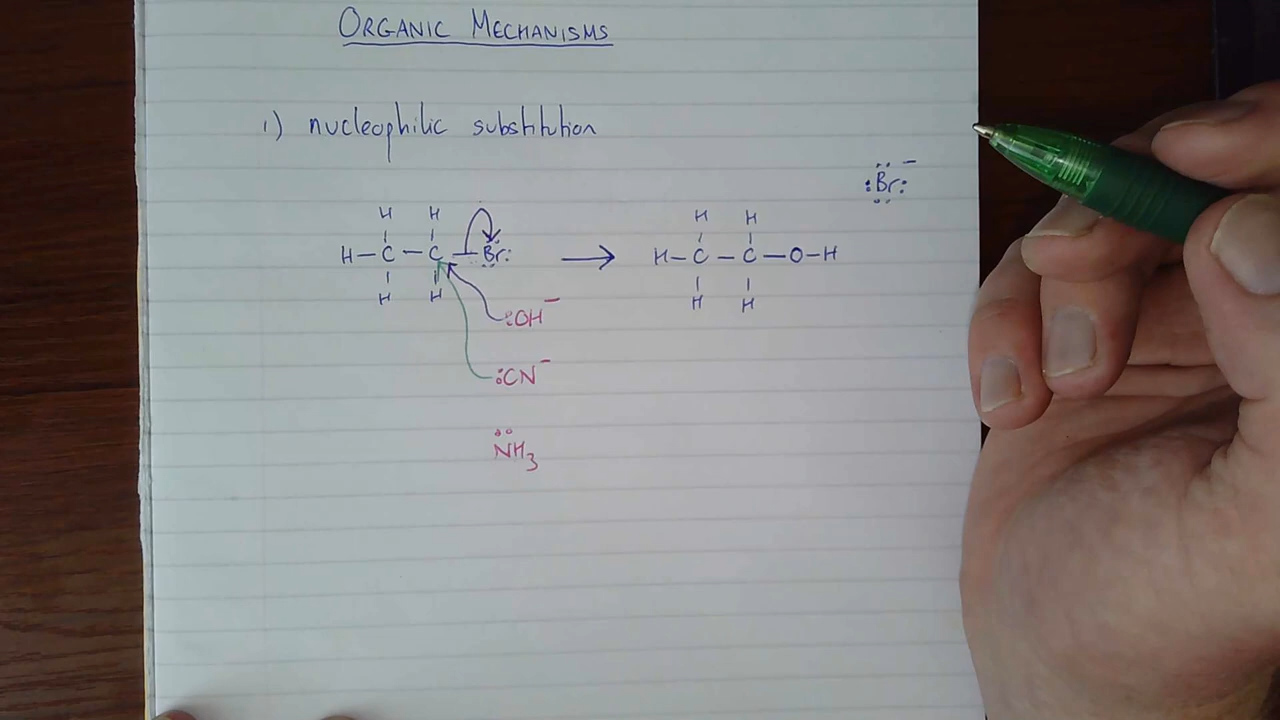 ORGANIC MECHANISMS
1) nucleophilic substitution
:Br:⁻
H H H H
H–C–C–Br: → H–C–C–O–H
H H H H
:OH⁻
:CN⁻
NH₃